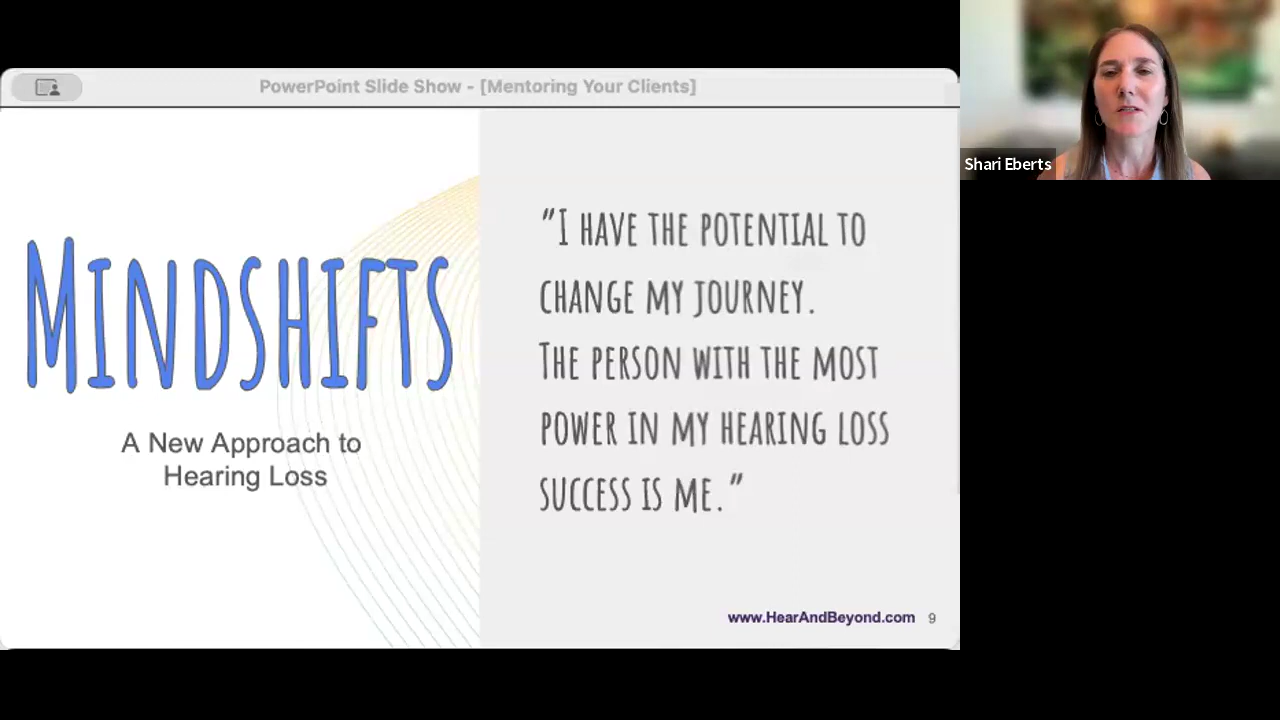 PowerPoint Slide Show - [Mentoring Your Clients]
MINDSHIFTS
A New Approach to
Hearing Loss
"I HAVE THE POTENTIAL TO
CHANGE MY JOURNEY.
THE PERSON WITH THE MOST
POWER IN MY HEARING LOSS
SUCCESS IS ME."
www.HearAndBeyond.com 9
Shari Eberts